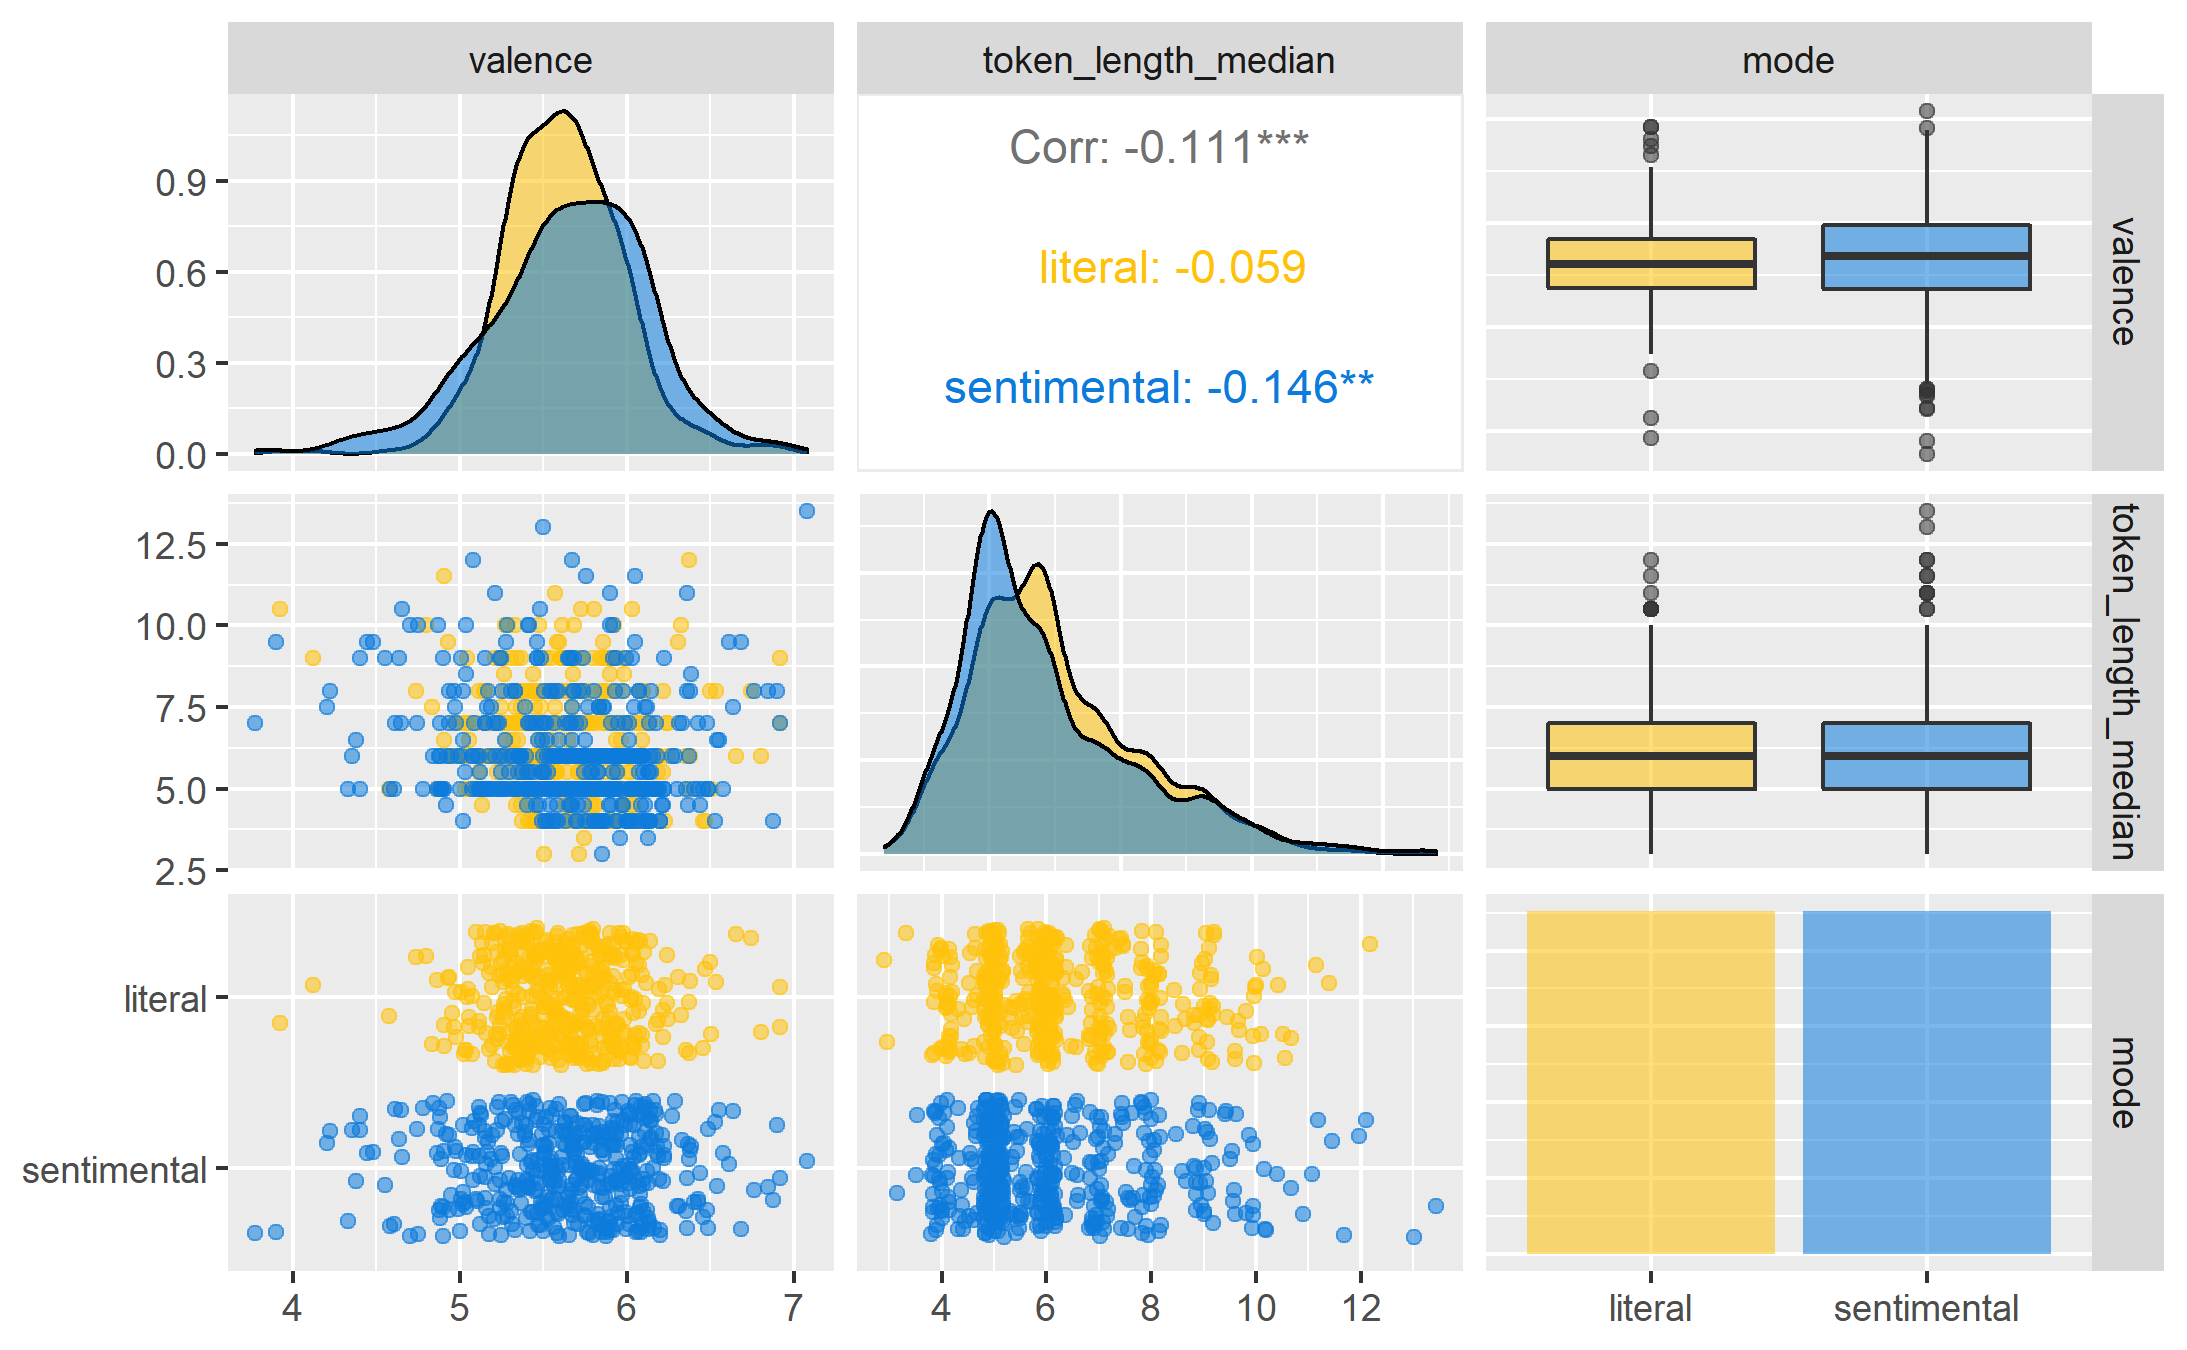 valence
token_length_median
mode
0.9
0.6
0.3
0.0
Corr: -0.111***
literal: -0.059
sentimental: -0.146**
valence
12.5
10.0
7.5
5.0
2.5
token_length_median
literal
sentimental
mode
4 5 6 7
4 6 8 10 12
literal sentimental